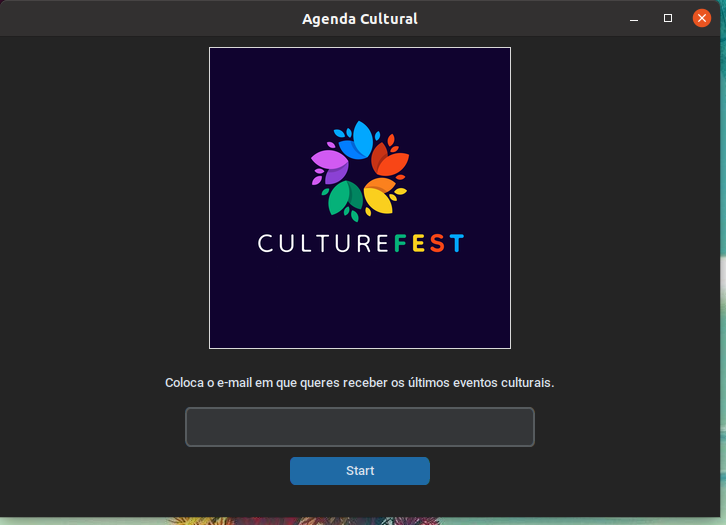 Agenda Cultural
CULTUREFEST
Coloca o e-mail em que queres receber os últimos eventos culturais.
Start